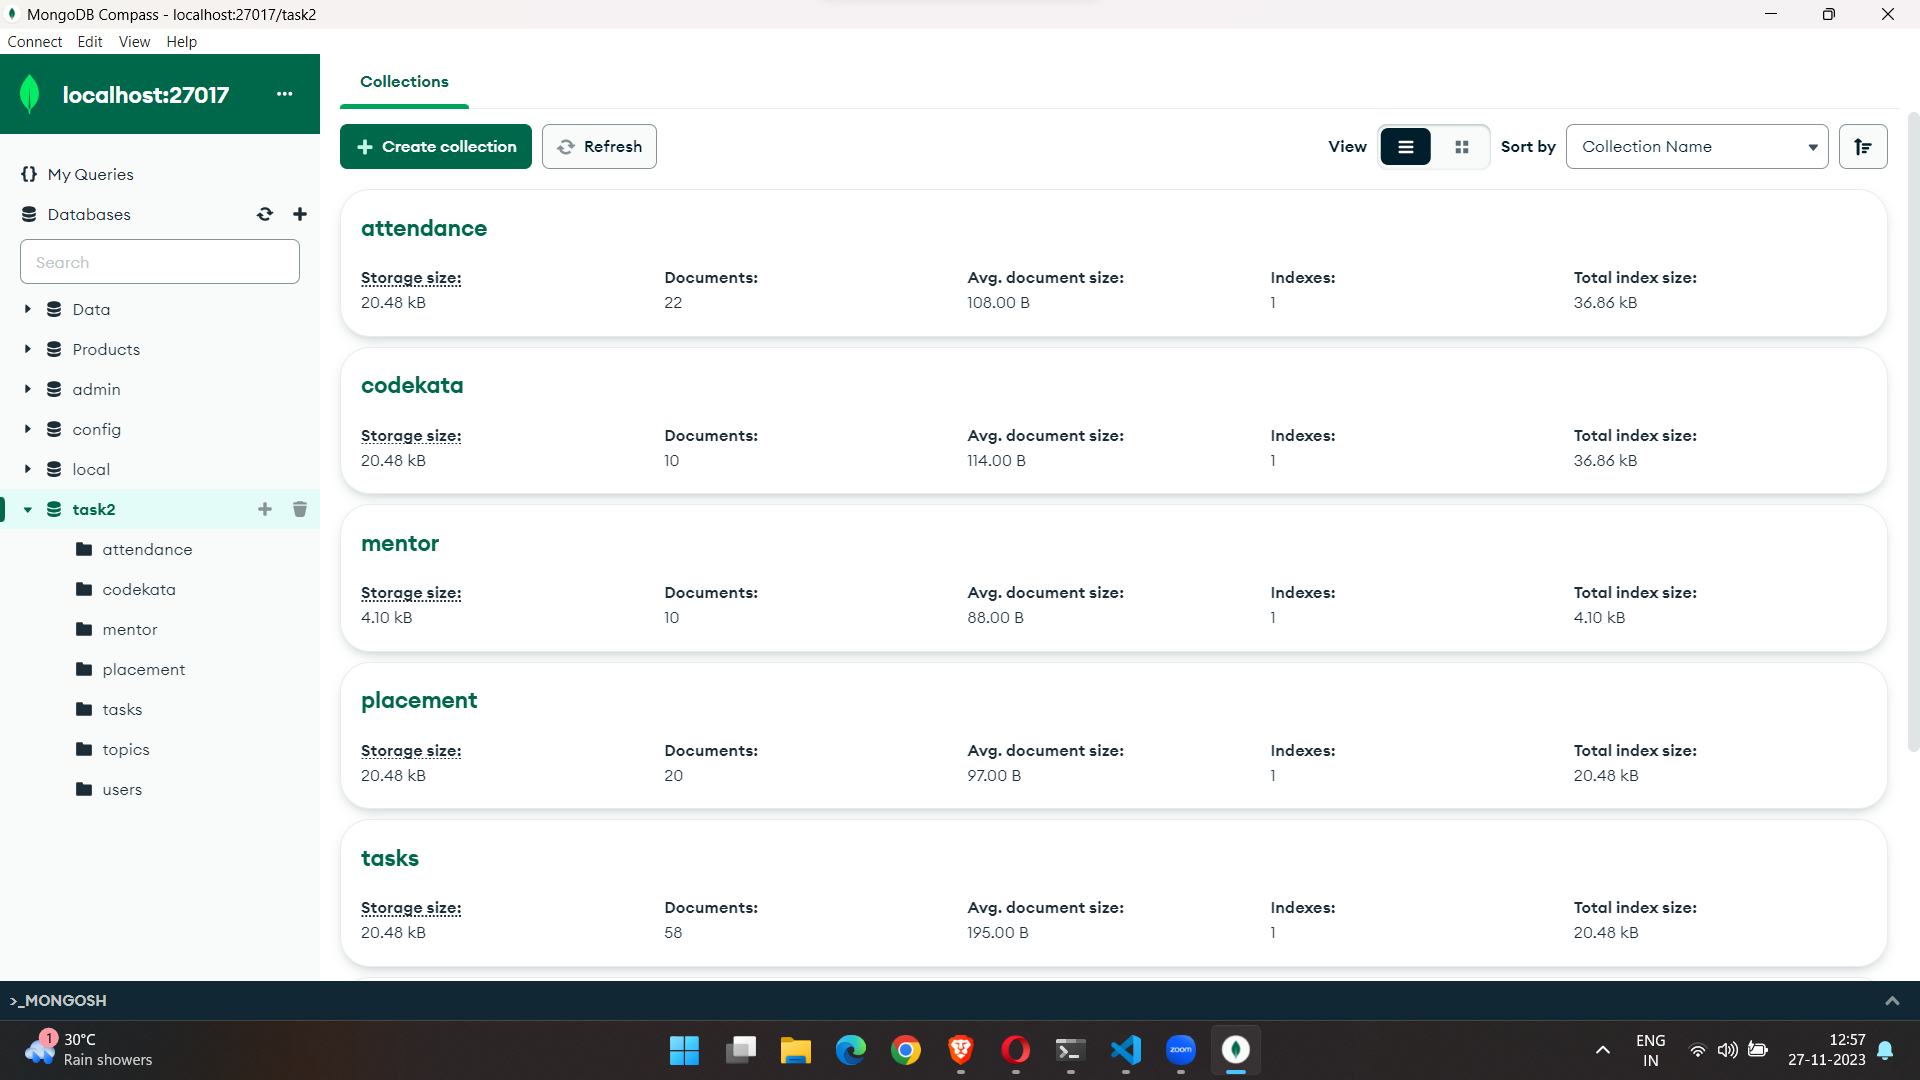 MongoDB Compass - localhost:27017/task2
Connect Edit View Help
localhost:27017
My Queries
Databases
Search
Data
Products
admin
config
local
task2
attendance
codekata
mentor
placement
tasks
topics
users
Collections
Create collection
Refresh
View
Sort by
Collection Name
attendance
Storage size: Documents: Avg. document size: Indexes: Total index size:
20.48 kB 22 108.00 B 1 36.86 kB
codekata
Storage size: Documents: Avg. document size: Indexes: Total index size:
20.48 kB 10 114.00 B 1 36.86 kB
mentor
Storage size: Documents: Avg. document size: Indexes: Total index size:
4.10 kB 10 88.00 B 1 4.10 kB
placement
Storage size: Documents: Avg. document size: Indexes: Total index size:
20.48 kB 20 97.00 B 1 20.48 kB
tasks
Storage size: Documents: Avg. document size: Indexes: Total index size:
20.48 kB 58 195.00 B 1 20.48 kB
>_MONGOSH
1
30°C
Rain showers
zoom
ENG
IN
12:57
27-11-2023